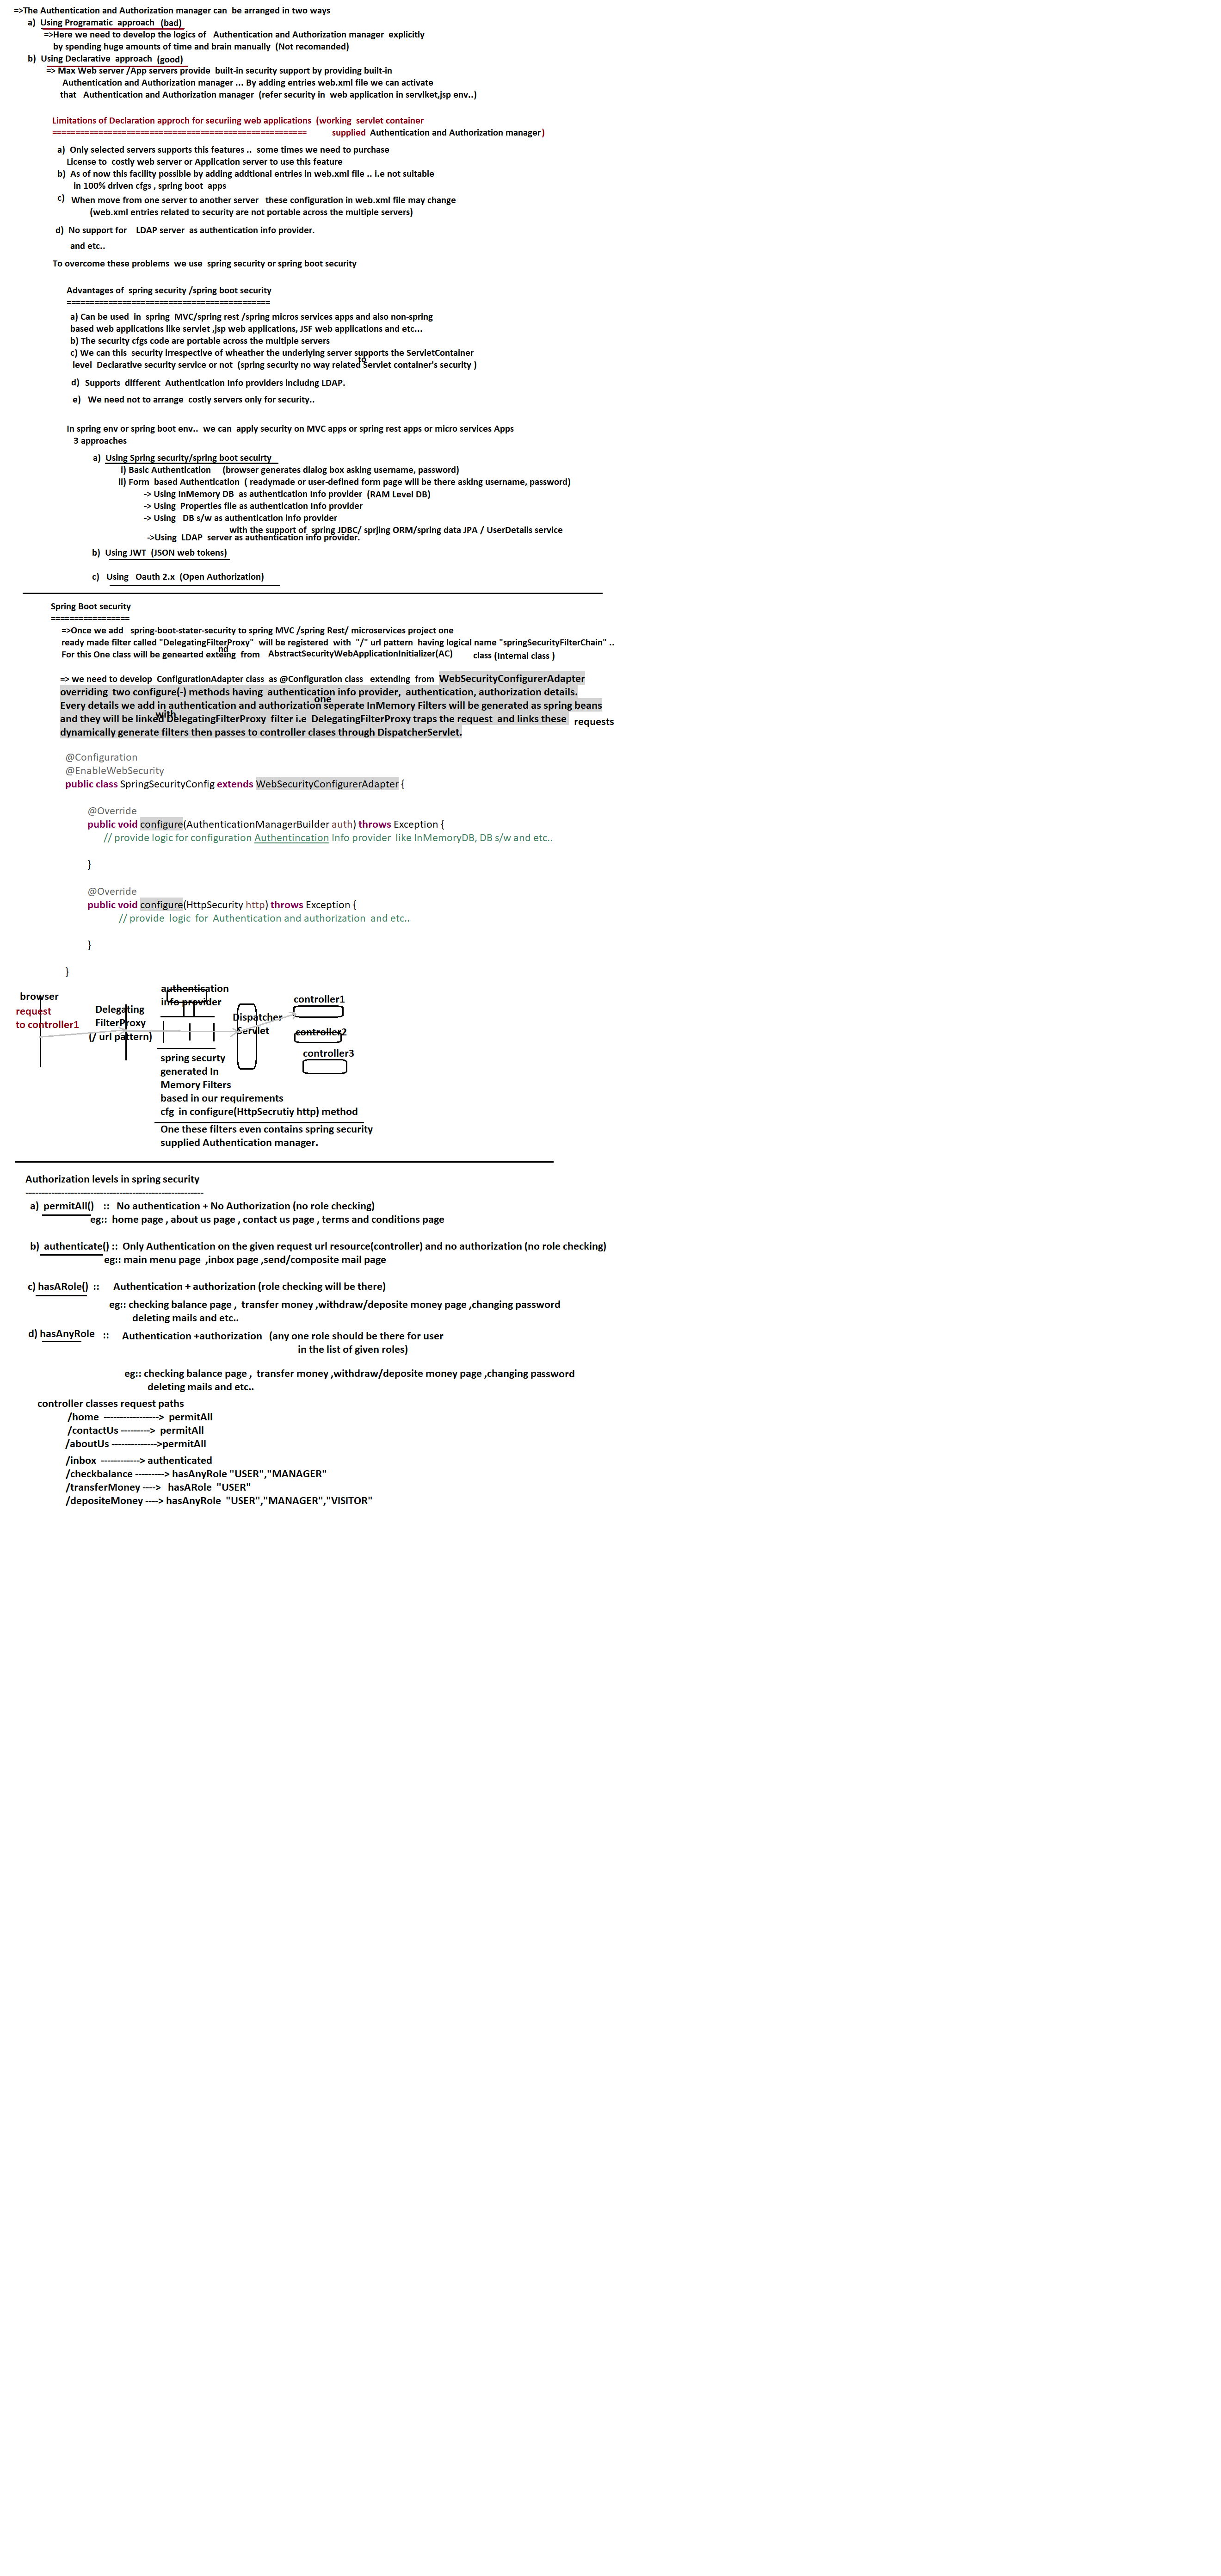 =>The Authentication and Authorization manager can  be arranged in two ways
a)  Using Programatic  approach  (bad)
=>Here we need to develop the logics of   Authentication and Authorization manager  explicitly
by spending huge amounts of time and brain manually  (Not recomanded)
b)  Using Declarative  approach  (good)
=> Max Web server /App servers provide  built-in security support by providing built-in
Authentication and Authorization manager ... By adding entries web.xml file we can activate
that   Authentication and Authorization manager  (refer security in  web application in servlket,jsp env..)
Limitations of Declaration approch for securiing web applications  (working  servlet container
======================================================= supplied  Authentication and Authorization manager)
a)  Only selected servers supports this features ..  some times we need to purchase
License to  costly web server or Application server to use this feature
b)  As of now this facility possible by adding addtional entries in web.xml file .. i.e not suitable
in 100% driven cfgs , spring boot  apps
c)  When move from one server to another server   these configuration in web.xml file may change
(web.xml entries related to security are not portable across the multiple servers)
d)  No support for    LDAP server  as authentication info provider.
and etc..
To overcome these problems  we use  spring security or spring boot security
Advantages of  spring security /spring boot security
============================================
a) Can be used  in  spring  MVC/spring rest /spring micros services apps and also non-spring
based web applications like servlet ,jsp web applications, JSF web applications and etc...
b) The security cfgs code are portable across the multiple servers
c) We can this  security irrespective of wheather the underlying server supports the ServletContainer
level  Declarative security service or not  (spring security no way related to Servlet container's security )
d)  Supports  different  Authentication Info providers includng LDAP.
e)   We need not to arrange  costly servers only for security..
In spring env or spring boot env..  we can  apply security on MVC apps or spring rest apps or micro services Apps
3 approaches
a)  Using Spring security/spring boot secuirty
i) Basic Authentication     (browser generates dialog box asking username, password)
ii) Form  based Authentication  ( readymade or user-defined form page will be there asking username, password)
-> Using InMemory DB  as authentication Info provider  (RAM Level DB)
-> Using  Properties file as authentication Info provider
-> Using   DB s/w as authentication info provider
with the support of  spring JDBC/ sprjing ORM/spring data JPA / UserDetails service
->Using  LDAP  server as authentication info provider.
b)  Using JWT  (JSON web tokens)
c)   Using   Oauth 2.x  (Open Authorization)
Spring Boot security
=================
=>Once we add   spring-boot-stater-security to spring MVC /spring Rest/ microservices project one
ready made filter called "DelegatingFilterProxy"  will be registered  with  "/" url pattern  having logical name "springSecurityFilterChain" ..
For this One class will be genearted exteing nd from    AbstractSecurityWebApplicationInitializer(AC)    class (Internal class )
=> we need to develop  ConfigurationAdapter class  as @Configuration class   extending  from  WebSecurityConfigurerAdapter
overriding  two configure(-) methods having  authentication info provider,  authentication, authorization details.
Every details we add in authentication and authorization one seperate InMemory Filters will be generated as spring beans
and they will be linked with DelegatingFilterProxy  filter i.e  DelegatingFilterProxy traps the request  and links these  requests
dynamically generate filters then passes to controller clases through DispatcherServlet.
@Configuration
@EnableWebSecurity
public class SpringSecurityConfig extends WebSecurityConfigurerAdapter {
@Override
public void configure(AuthenticationManagerBuilder auth) throws Exception {
// provide logic for configuration Authentincation Info provider  like InMemoryDB, DB s/w and etc..
}
@Override
public void configure(HttpSecurity http) throws Exception {
// provide  logic  for  Authentication and authorization  and etc..
}
}
browser
request
to controller1
Delegating
FilterProxy
(/ url pattern)
authentication
info provider
Dispatcher
Servlet
controller1
controller2
controller3
spring securty
generated In
Memory Filters
based in our requirements
cfg  in configure(HttpSecrutiy http) method
One these filters even contains spring security
supplied Authentication manager.
Authorization levels in spring security
-------------------------------------------------------
a)  permitAll()    ::   No authentication + No Authorization (no role checking)
eg::  home page , about us page , contact us page , terms and conditions page
b)  authenticate() ::  Only Authentication on the given request url resource(controller) and no authorization (no role checking)
eg:: main menu page  ,inbox page ,send/composite mail page
c) hasARole()  ::     Authentication + authorization (role checking will be there)
eg:: checking balance page ,  transfer money ,withdraw/deposite money page ,changing password
deleting mails and etc..
d) hasAnyRole   ::     Authentication +authorization   (any one role should be there for user
in the list of given roles)
eg:: checking balance page ,  transfer money ,withdraw/deposite money page ,changing password
deleting mails and etc..
controller classes request paths
/home  ----------------->  permitAll
/contactUs --------->  permitAll
/aboutUs -------------->permitAll
/inbox  ------------> authenticated
/checkbalance ---------> hasAnyRole "USER","MANAGER"
/transferMoney ---->   hasARole  "USER"
/depositeMoney ----> hasAnyRole  "USER","MANAGER","VISITOR"